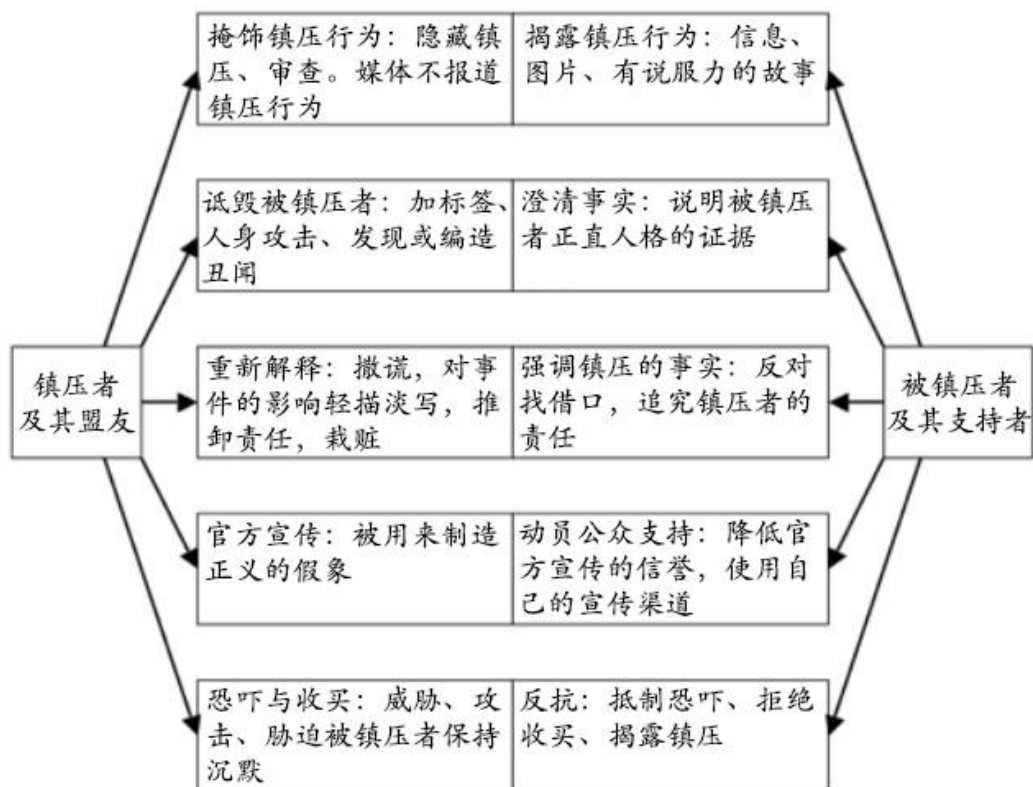 掩饰镇压行为：隐藏镇
压、审查。媒体不报道
镇压行为
揭露镇压行为：信息、
图片、有说服力的故事
诋毁被镇压者：加标签、
人身攻击、发现或编造
丑闻
澄清事实：说明被镇压
者正直人格的证据
镇压者
及其盟友
重新解释：撒谎，对事
件的影响轻描淡写，推
卸责任，栽赃
强调镇压的事实：反对
找借口，追究镇压者的
责任
被镇压者
及其支持者
官方宣传：被用来制造
正义的假象
动员公众支持：降低官
方宣传的信誉，使用自
己的宣传渠道
恐吓与收买：威胁、攻
击、胁迫被镇压者保持
沉默
反抗：抵制恐吓、拒绝
收买、揭露镇压